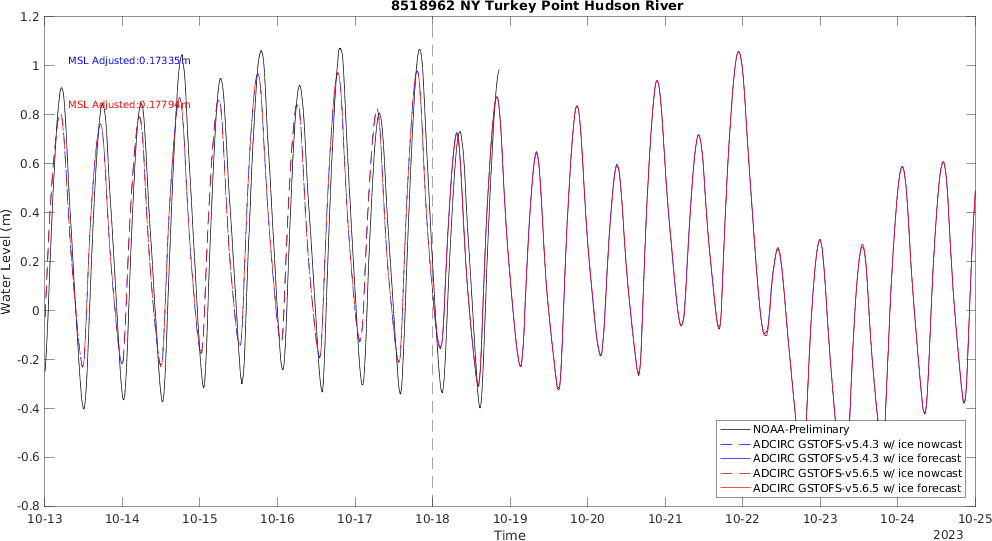 8518962 NY Turkey Point Hudson River
1.2
1
0.8
0.6
0.4
0.2
0
-0.2
-0.4
-0.6
-0.8
Water Level (m)
MSL Adjusted:0.17335m
MSL Adjusted:0.17794m
NOAA-Preliminary
ADCIRC GSTOFS-v5.4.3 w/ ice nowcast
ADCIRC GSTOFS-v5.4.3 w/ ice forecast
ADCIRC GSTOFS-v5.6.5 w/ ice nowcast
ADCIRC GSTOFS-v5.6.5 w/ ice forecast
10-13 10-14 10-15 10-16 10-17 10-18 10-19 10-20 10-21 10-22 10-23 10-24 10-25
Time
2023